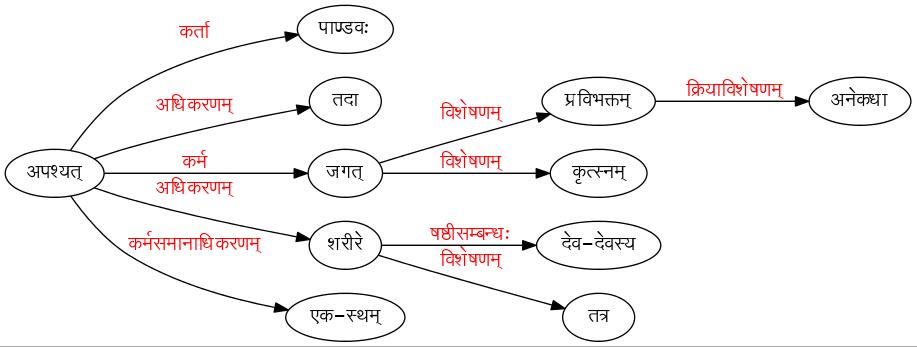 कर्ता
पाण्डवः
अधिकरणम्
तदा
विशेषणम्
प्रविभक्तम्
क्रियाविशेषणम्
अनेकधा
अपश्यत्
कर्म
जगत्
विशेषणम्
कृत्स्नम्
अधिकरणम्
शरीरे
षष्ठीसम्बन्धः
देव-देवस्य
कर्मसमानाधिकरणम्
विशेषणम्
एक-स्थम्
तत्र